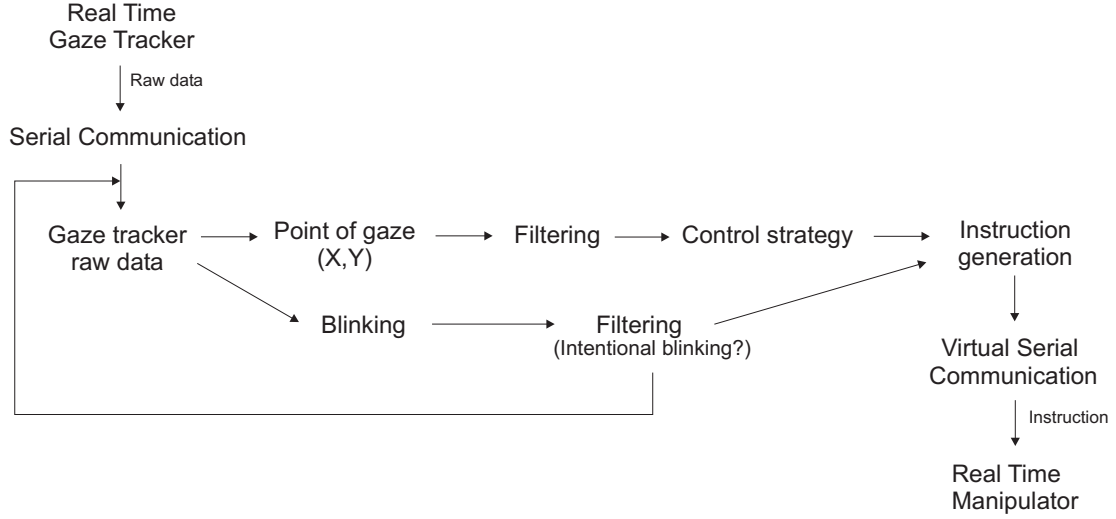 Real Time
Gaze Tracker
Raw data
Serial Communication
Gaze tracker
raw data
Point of gaze
(X,Y)
Filtering
Control strategy
Instruction
generation
Blinking
Filtering
(Intentional blinking?)
Virtual Serial
Communication
Instruction
Real Time
Manipulator